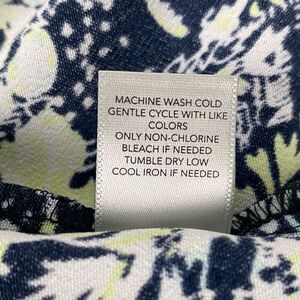 MACHINE WASH COLD
GENTLE CYCLE WITH LIKE
COLORS
ONLY NON-CHLORINE
BLEACH IF NEEDED
TUMBLE DRY LOW
COOL IRON IF NEEDED